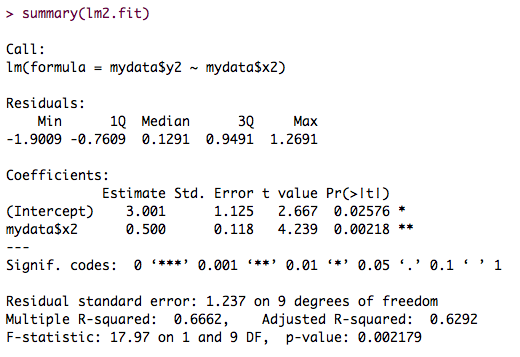 > summary(lm2.fit)
Call:
lm(formula = mydata$y2 ~ mydata$x2)
Residuals:
    Min      1Q  Median      3Q     Max
-1.9009 -0.7609  0.1291  0.9491  1.2691
Coefficients:
            Estimate Std. Error t value Pr(>|t|)
(Intercept)    3.001      1.125   2.667  0.02576 *
mydata$x2      0.500      0.118   4.239  0.00218 **
---
Signif. codes:  0 ‘***’ 0.001 ‘**’ 0.01 ‘*’ 0.05 ‘.’ 0.1 ‘ ’ 1
Residual standard error: 1.237 on 9 degrees of freedom
Multiple R-squared:  0.6662,    Adjusted R-squared:  0.6292
F-statistic: 17.97 on 1 and 9 DF,  p-value: 0.002179